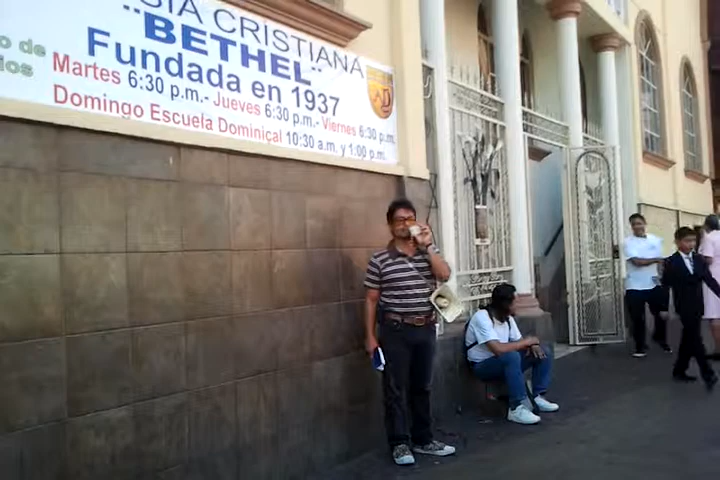 SIA CRISTIANA
"BETHEL"
Fundada en 1937
o de
ios
Martes 6:30 p.m.-Jueves 6:30 p.m.-Viernes 6:30 p.m.
Domingo Escuela Dominical 10:30 a.m. y 1:00 p.m.